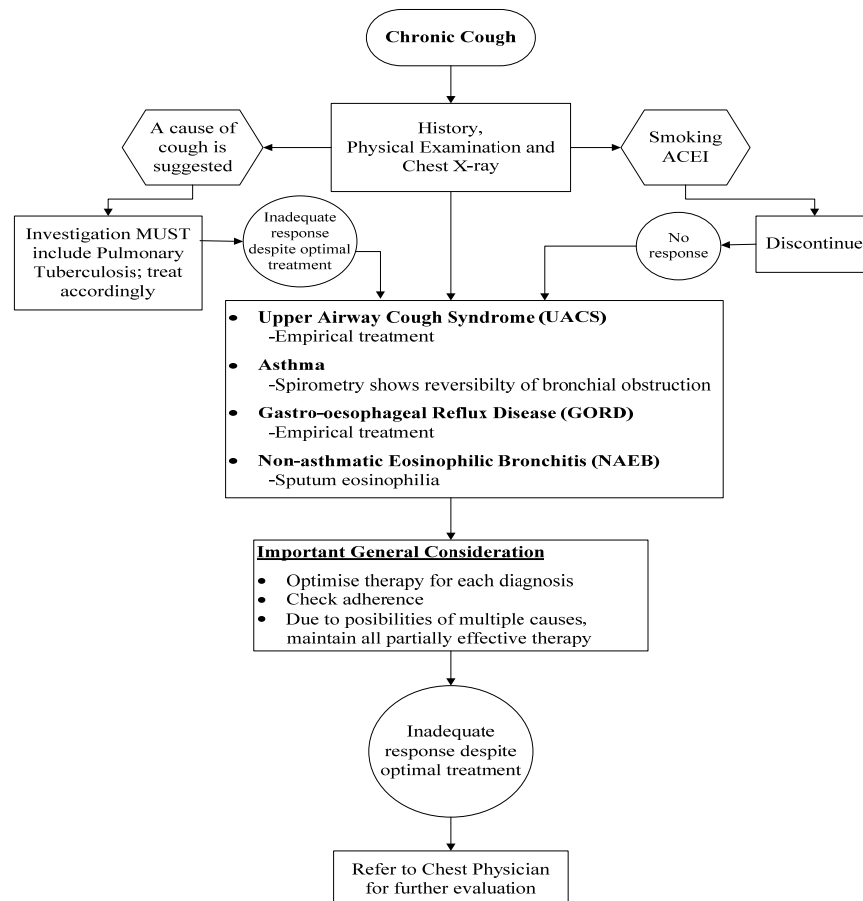 Chronic Cough
A cause of
cough is
suggested
History,
Physical Examination and
Chest X-ray
Smoking
ACEI
Investigation MUST
include Pulmonary
Tuberculosis; treat
accordingly
Inadequate
response
despite optimal
treatment
No
response
Discontinue
• Upper Airway Cough Syndrome (UACS)
-Empirical treatment
• Asthma
-Spirometry shows reversibilty of bronchial obstruction
• Gastro-oesophageal Reflux Disease (GORD)
-Empirical treatment
• Non-asthmatic Eosinophilic Bronchitis (NAEB)
-Sputum eosinophilia
Important General Consideration
• Optimise therapy for each diagnosis
• Check adherence
• Due to posibilities of multiple causes,
maintain all partially effective therapy
Inadequate
response despite
optimal treatment
Refer to Chest Physician
for further evaluation